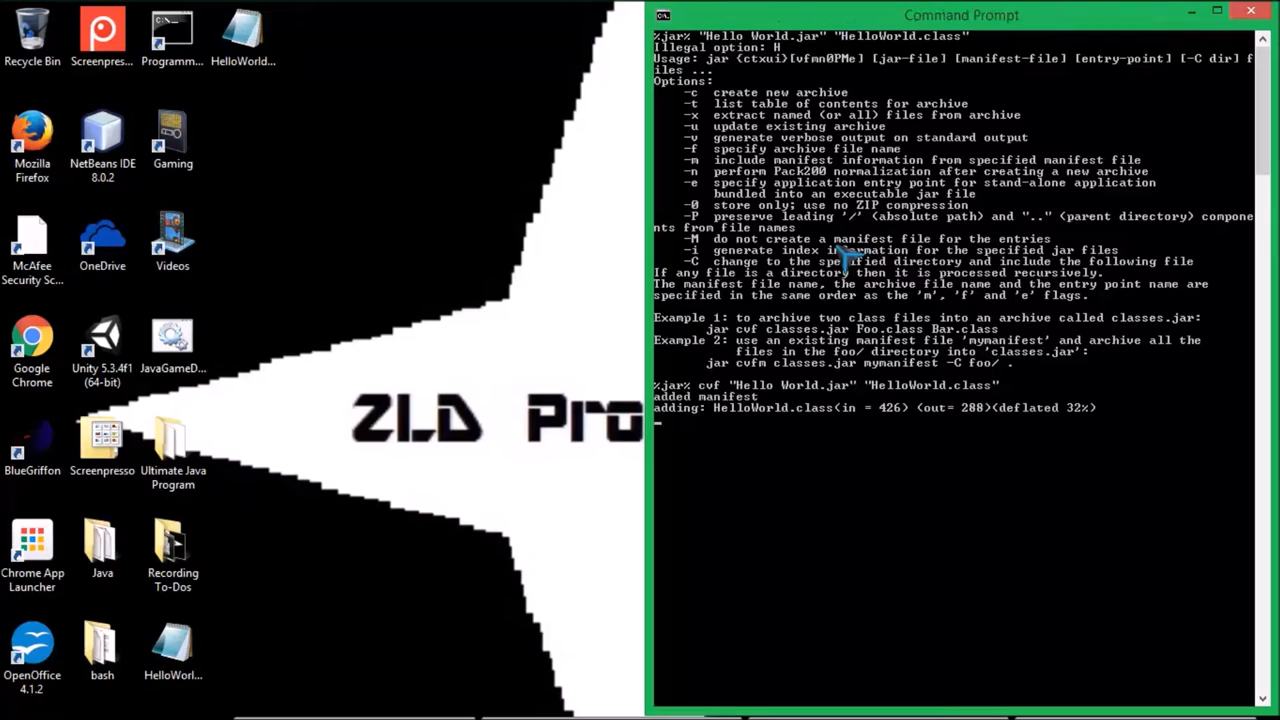 Recycle Bin
Screenpres...
Programm...
HelloWorld...
Mozilla
Firefox
NetBeans IDE
8.0.2
Gaming
McAfee
Security Sc...
OneDrive
Videos
Google
Chrome
Unity 5.3.4f1
(64-bit)
JavaGameD...
BlueGriffon
Screenpresso
Ultimate Java
Program
Chrome App
Launcher
Java
Recording
To-Dos
OpenOffice
4.1.2
bash
HelloWorl...
ZLD Pro
Command Prompt
%jar% "Hello World.jar" "HelloWorld.class"
Illegal option: H
Usage: jar {ctxui}[vfmn0PMe] [jar-file] [manifest-file] [entry-point] [-C dir] f
iles ...
Options:
-c create new archive
-t list table of contents for archive
-x extract named (or all) files from archive
-u update existing archive
-v generate verbose output on standard output
-f specify archive file name
-m include manifest information from specified manifest file
-n perform Pack200 normalization after creating a new archive
-e specify application entry point for stand-alone application
bundled into an executable jar file
-0 store only; use no ZIP compression
-P preserve leading '/' (absolute path) and ".." (parent directory) compone
nts from file names
-M do not create a manifest file for the entries
-i generate index information for the specified jar files
-C change to the specified directory and include the following file
If any file is a directory then it is processed recursively.
The manifest file name, the archive file name and the entry point name are
specified in the same order as the 'm', 'f' and 'e' flags.
Example 1: to archive two class files into an archive called classes.jar:
jar cvf classes.jar Foo.class Bar.class
Example 2: use an existing manifest file 'mymanifest' and archive all the
files in the foo/ directory into 'classes.jar':
jar cvfm classes.jar mymanifest -C foo/ .
%jar% cvf "Hello World.jar" "HelloWorld.class"
added manifest
adding: HelloWorld.class(in = 426) (out= 288)(deflated 32%)